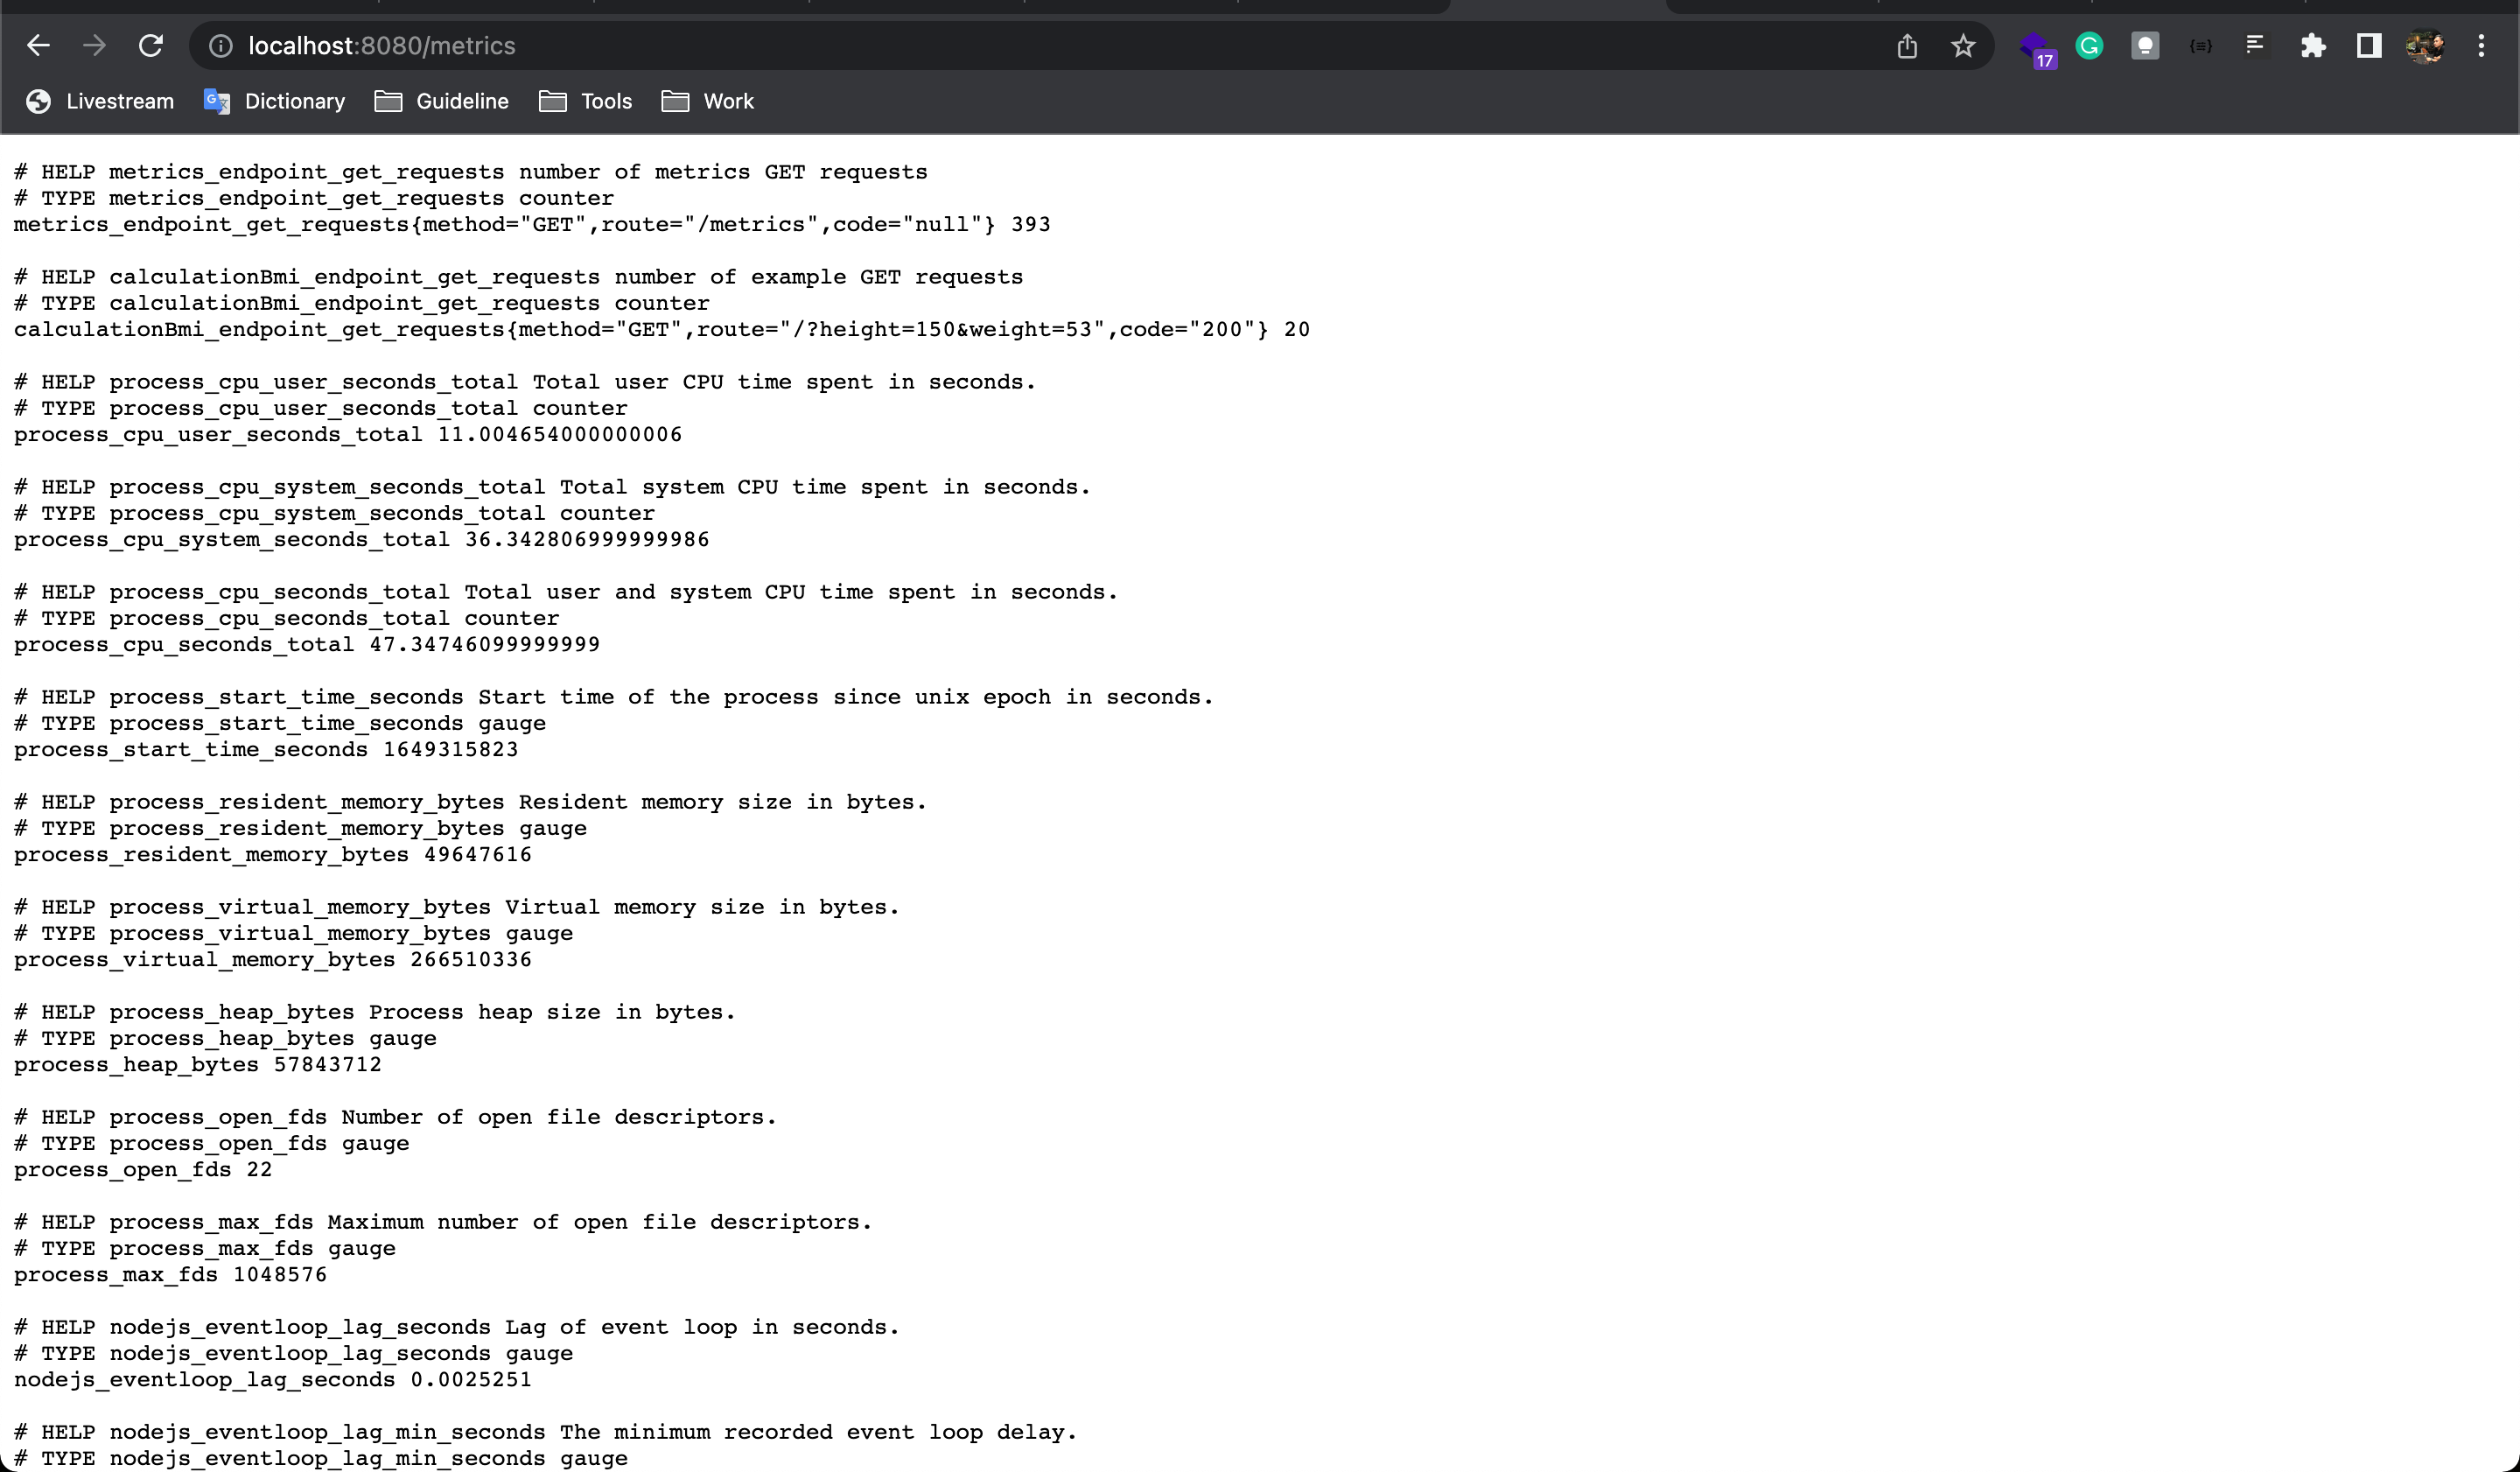 localhost:8080/metrics
17
Livestream Dictionary Guideline Tools Work
# HELP metrics_endpoint_get_requests number of metrics GET requests
# TYPE metrics_endpoint_get_requests counter
metrics_endpoint_get_requests{method="GET",route="/metrics",code="null"} 393
# HELP calculationBmi_endpoint_get_requests number of example GET requests
# TYPE calculationBmi_endpoint_get_requests counter
calculationBmi_endpoint_get_requests{method="GET",route="/?height=150&weight=53",code="200"} 20
# HELP process_cpu_user_seconds_total Total user CPU time spent in seconds.
# TYPE process_cpu_user_seconds_total counter
process_cpu_user_seconds_total 11.004654000000006
# HELP process_cpu_system_seconds_total Total system CPU time spent in seconds.
# TYPE process_cpu_system_seconds_total counter
process_cpu_system_seconds_total 36.342806999999986
# HELP process_cpu_seconds_total Total user and system CPU time spent in seconds.
# TYPE process_cpu_seconds_total counter
process_cpu_seconds_total 47.34746099999999
# HELP process_start_time_seconds Start time of the process since unix epoch in seconds.
# TYPE process_start_time_seconds gauge
process_start_time_seconds 1649315823
# HELP process_resident_memory_bytes Resident memory size in bytes.
# TYPE process_resident_memory_bytes gauge
process_resident_memory_bytes 49647616
# HELP process_virtual_memory_bytes Virtual memory size in bytes.
# TYPE process_virtual_memory_bytes gauge
process_virtual_memory_bytes 266510336
# HELP process_heap_bytes Process heap size in bytes.
# TYPE process_heap_bytes gauge
process_heap_bytes 57843712
# HELP process_open_fds Number of open file descriptors.
# TYPE process_open_fds gauge
process_open_fds 22
# HELP process_max_fds Maximum number of open file descriptors.
# TYPE process_max_fds gauge
process_max_fds 1048576
# HELP nodejs_eventloop_lag_seconds Lag of event loop in seconds.
# TYPE nodejs_eventloop_lag_seconds gauge
nodejs_eventloop_lag_seconds 0.0025251
# HELP nodejs_eventloop_lag_min_seconds The minimum recorded event loop delay.
# TYPE nodejs_eventloop_lag_min_seconds gauge